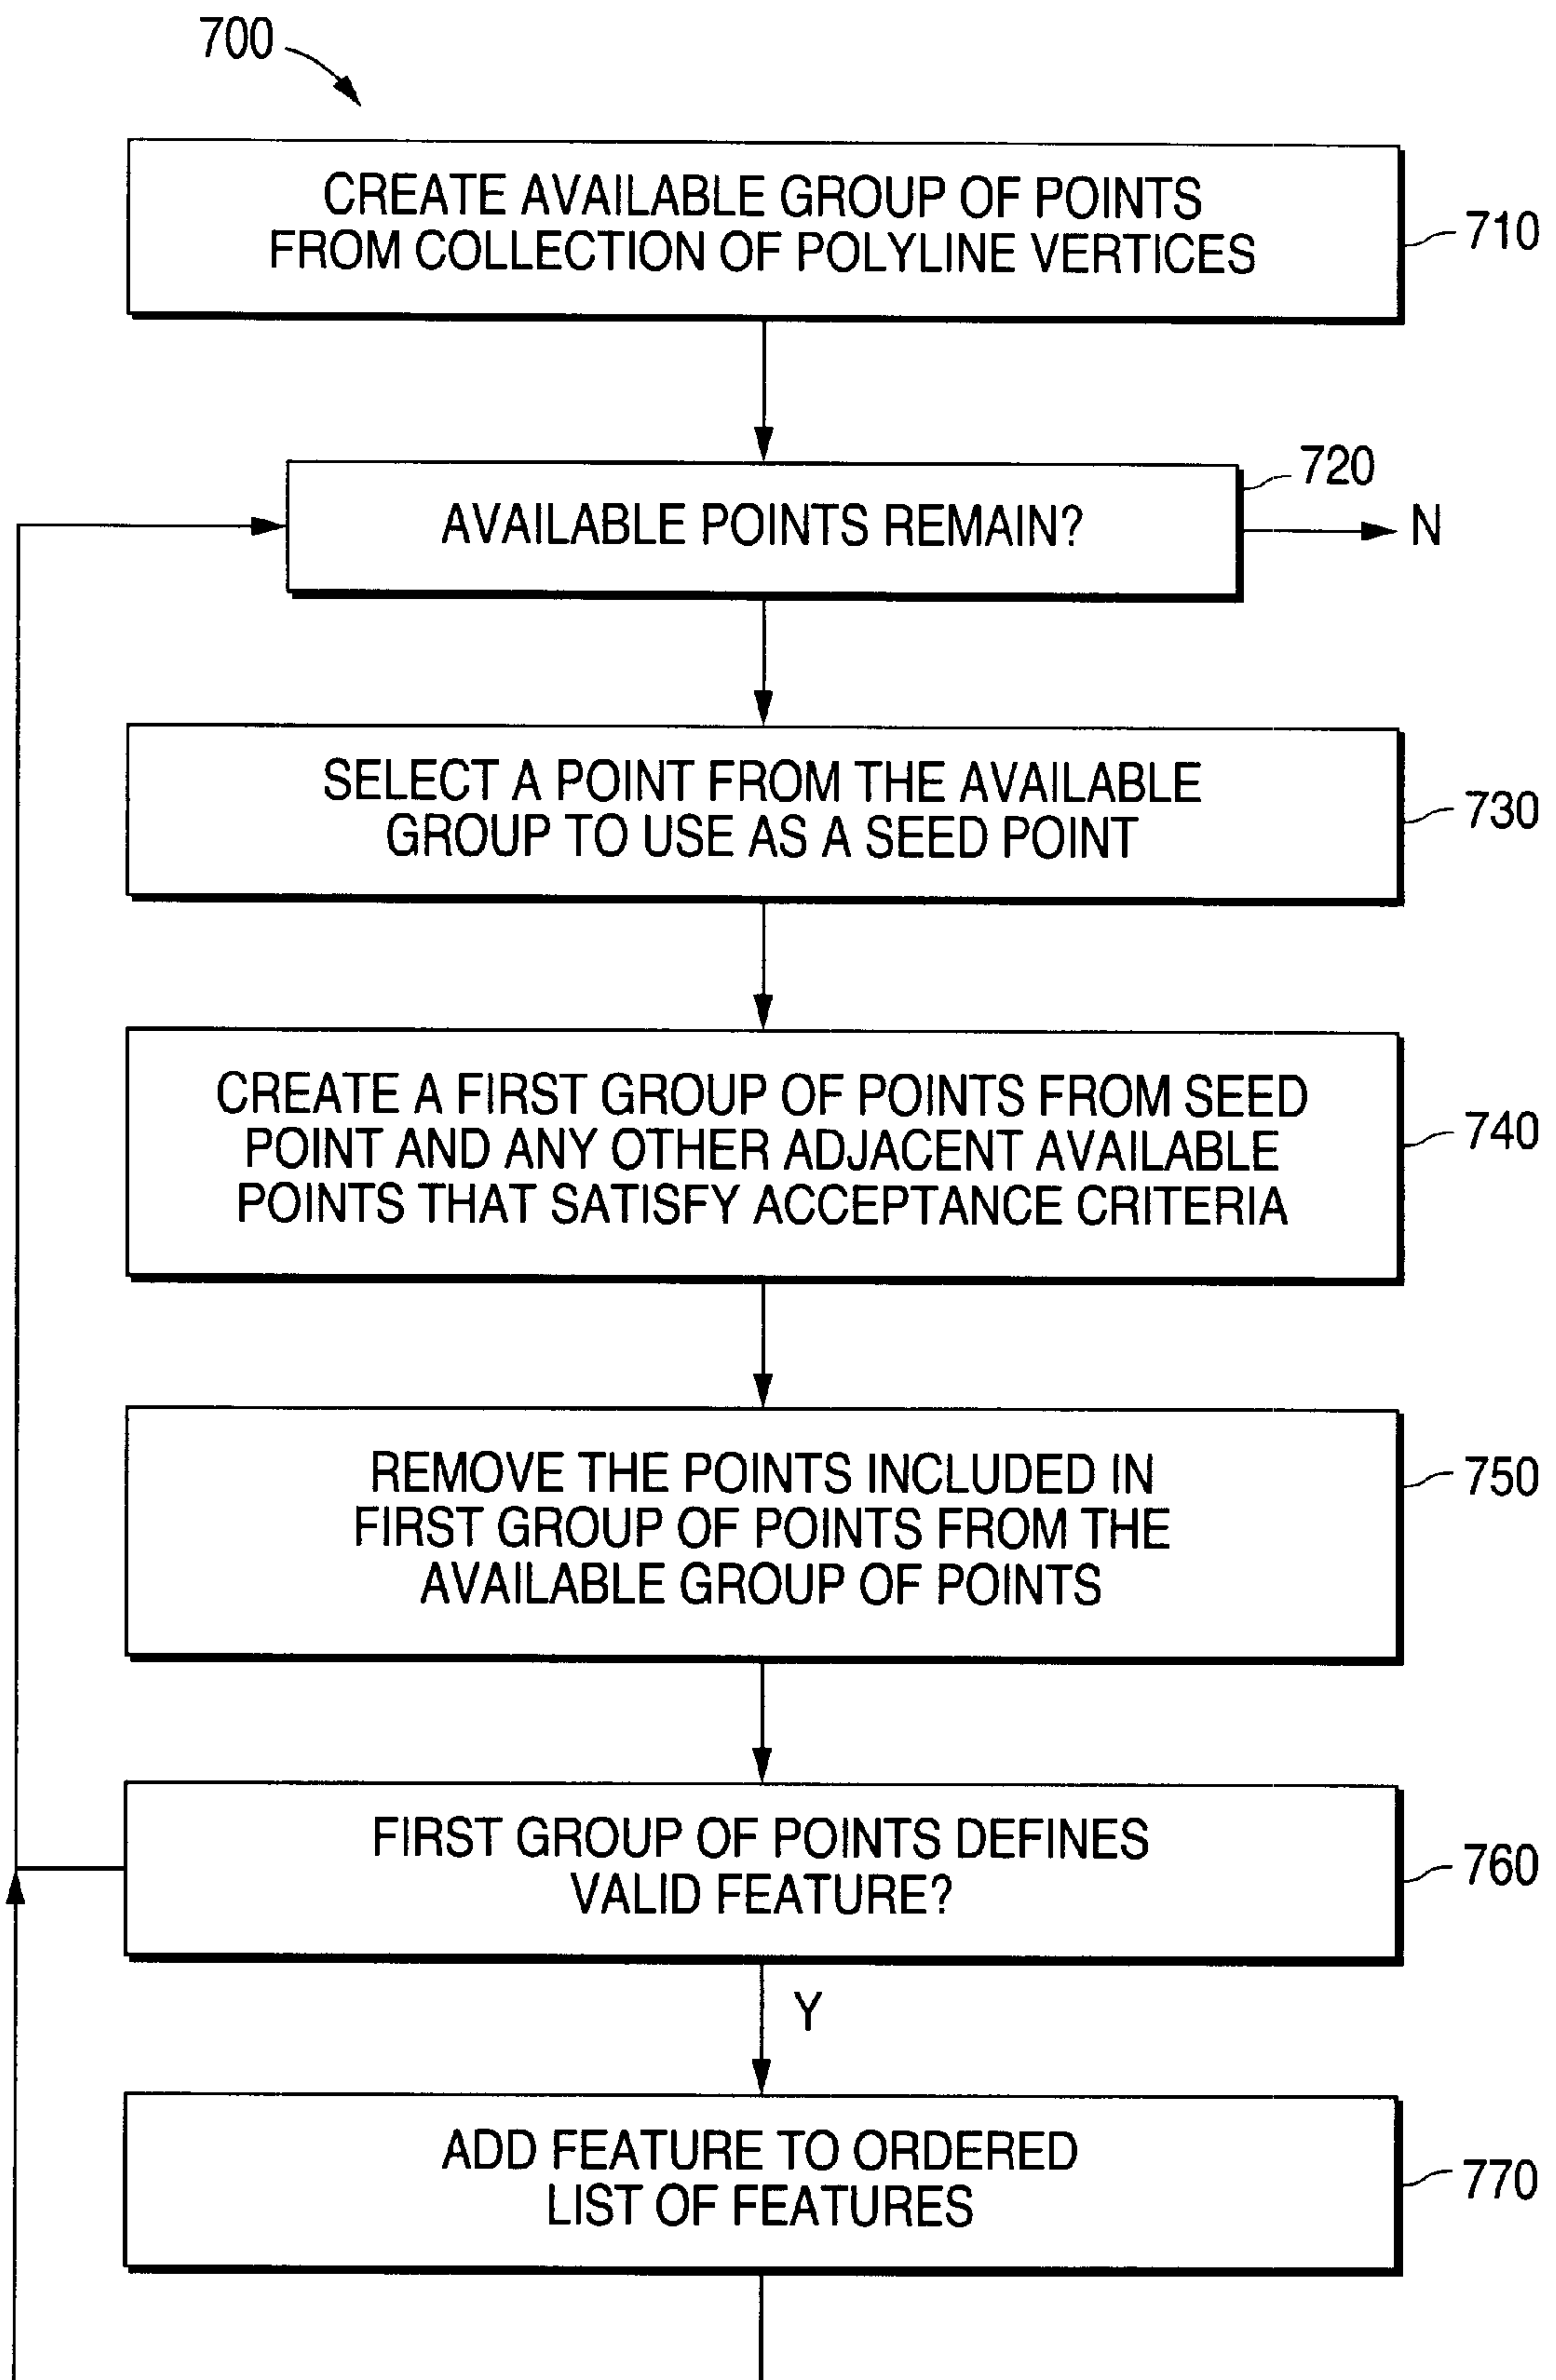 700
CREATE AVAILABLE GROUP OF POINTS
FROM COLLECTION OF POLYLINE VERTICES
710
720
AVAILABLE POINTS REMAIN?
N
SELECT A POINT FROM THE AVAILABLE
GROUP TO USE AS A SEED POINT
730
CREATE A FIRST GROUP OF POINTS FROM SEED
POINT AND ANY OTHER ADJACENT AVAILABLE
POINTS THAT SATISFY ACCEPTANCE CRITERIA
740
REMOVE THE POINTS INCLUDED IN
FIRST GROUP OF POINTS FROM THE
AVAILABLE GROUP OF POINTS
750
FIRST GROUP OF POINTS DEFINES
VALID FEATURE?
760
Y
ADD FEATURE TO ORDERED
LIST OF FEATURES
770